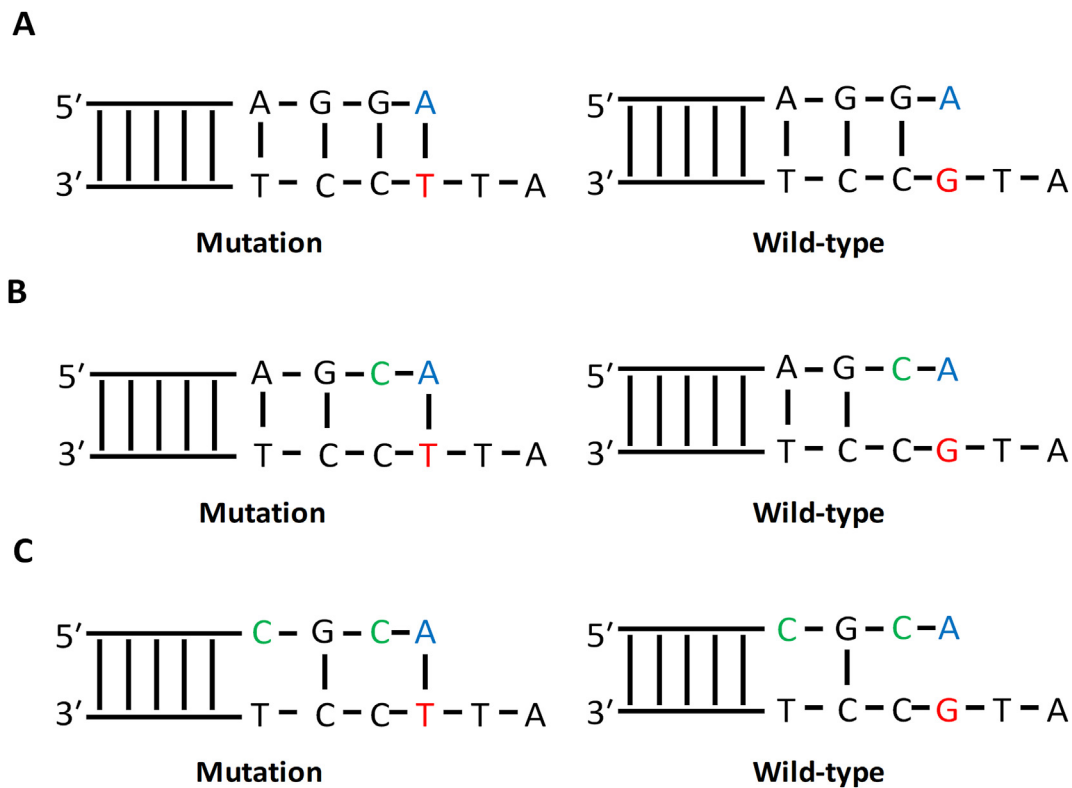 A
5′ A G G A
3′ T C C T T A
Mutation
5′ A G G A
3′ T C C G T A
Wild-type
B
5′ A G C A
3′ T C C T T A
Mutation
5′ A G C A
3′ T C C G T A
Wild-type
C
5′ C G C A
3′ T C C T T A
Mutation
5′ C G C A
3′ T C C G T A
Wild-type